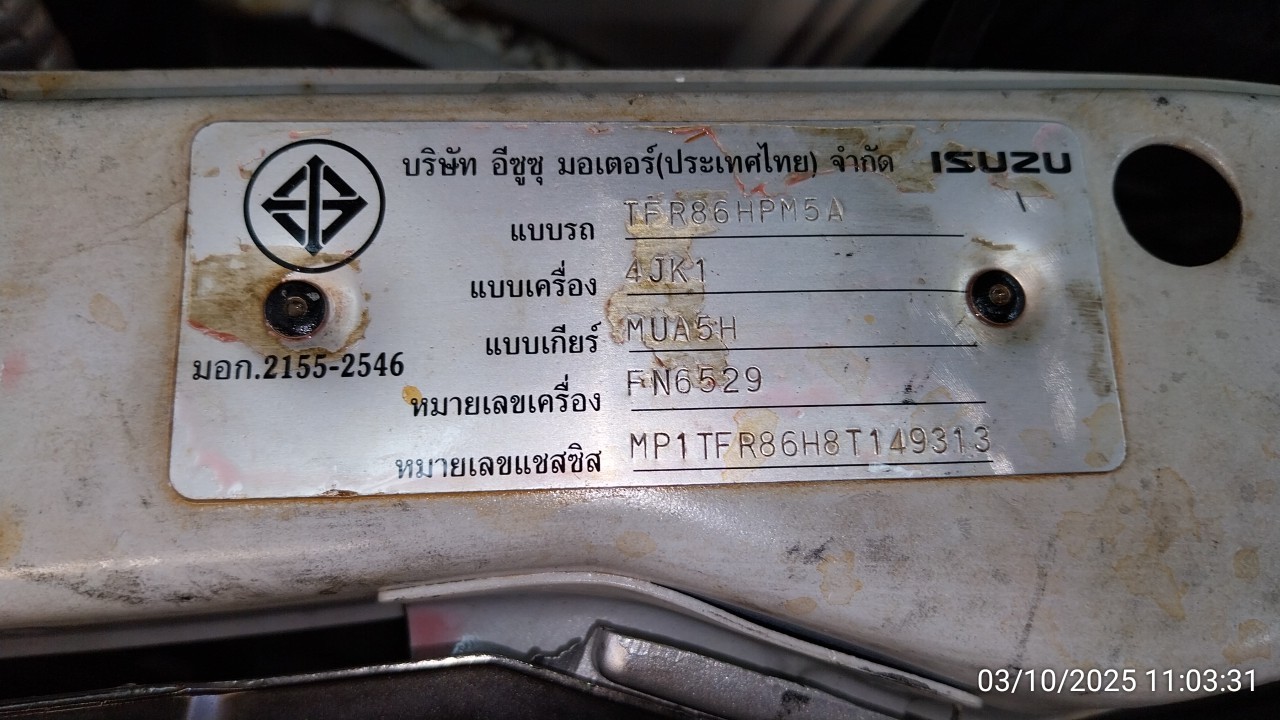 บริษัท อีซูซุ มอเตอร์(ประเทศไทย) จำกัด ISUZU
แบบรถ TFR86HPM5A
แบบเครื่อง 4JK1
แบบเกียร์ MUA5H
มอก.2155-2546
หมายเลขเครื่อง FN6529
หมายเลขแชสซิส MP1TFR86H8T149313
03/10/2025 11:03:31